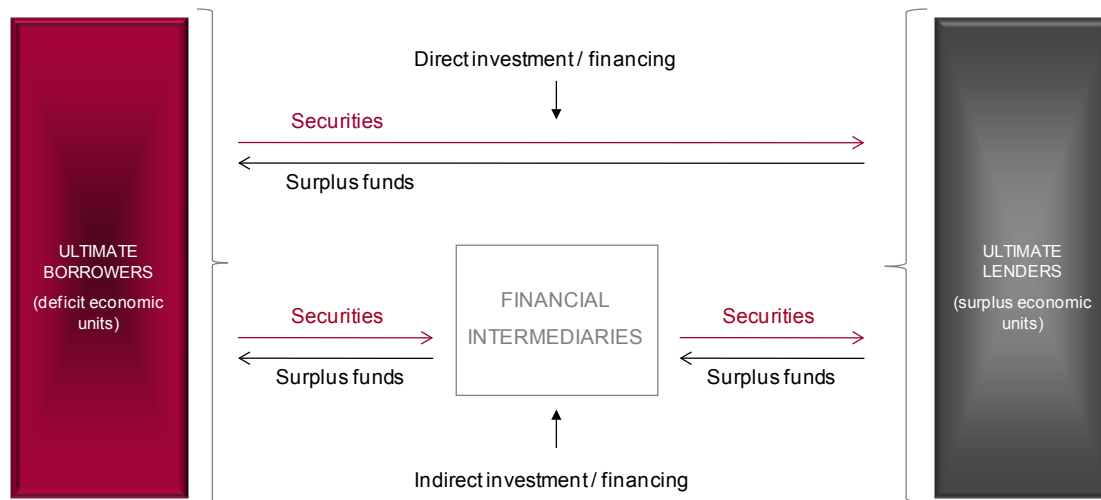 Direct investment / financing
Securities
Surplus funds
ULTIMATE
BORROWERS
(deficit economic
units)
FINANCIAL
INTERMEDIARIES
Securities
Surplus funds
Securities
Surplus funds
ULTIMATE
LENDERS
(surplus economic
units)
Indirect investment / financing